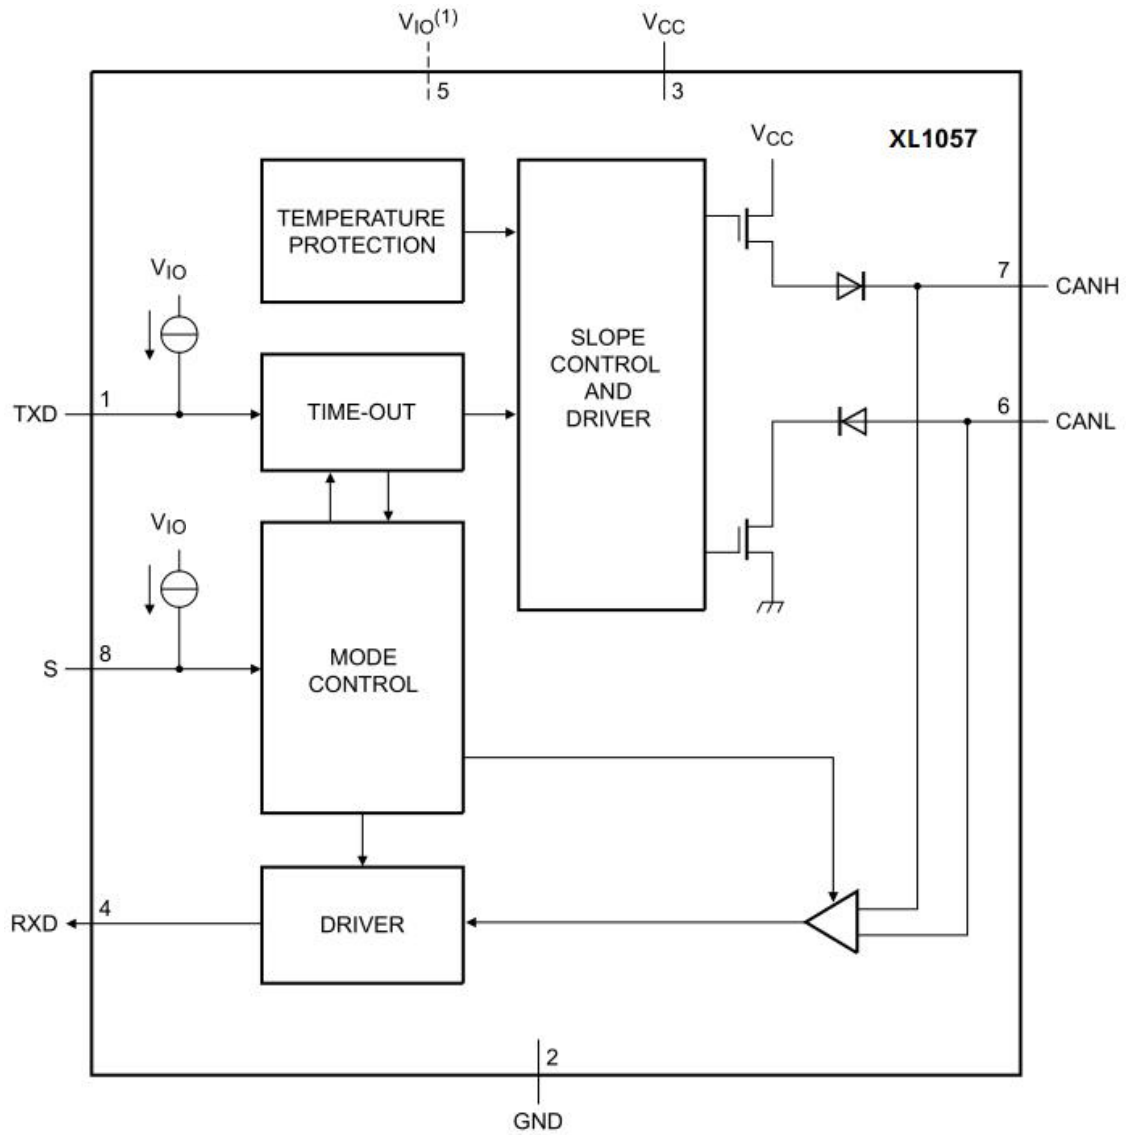 VIO(1)
VCC
5
3
XL1057
VCC
TEMPERATURE
PROTECTION
VIO
7
CANH
SLOPE
CONTROL
AND
DRIVER
1
TXD
TIME-OUT
6
CANL
VIO
8
S
MODE
CONTROL
4
RXD
DRIVER
2
GND